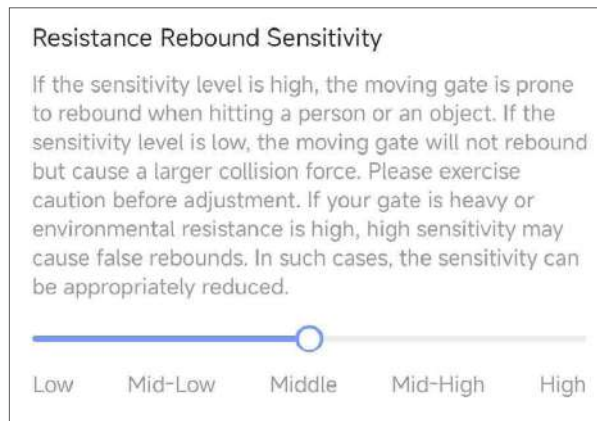 Resistance Rebound Sensitivity
If the sensitivity level is high, the moving gate is prone
to rebound when hitting a person or an object. If the
sensitivity level is low, the moving gate will not rebound
but cause a larger collision force. Please exercise
caution before adjustment. If your gate is heavy or
environmental resistance is high, high sensitivity may
cause false rebounds. In such cases, the sensitivity can
be appropriately reduced.
Low Mid-Low Middle Mid-High High